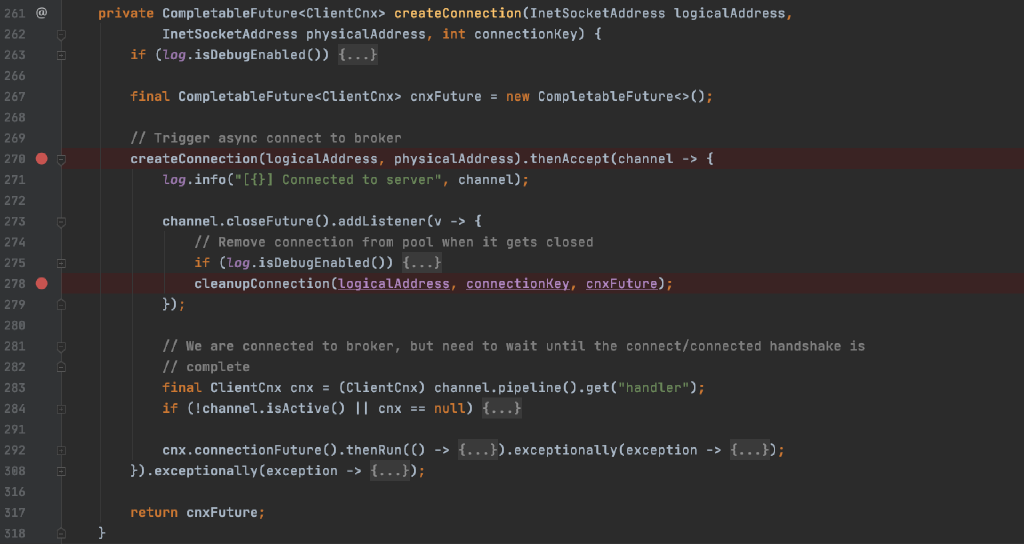 261 @ private CompletableFuture<ClientCnx> createConnection(InetSocketAddress logicalAddress,
262 InetSocketAddress physicalAddress, int connectionKey) {
263 if (log.isDebugEnabled()) {...}
266
267 final CompletableFuture<ClientCnx> cnxFuture = new CompletableFuture<>();
268
269 // Trigger async connect to broker
270 createConnection(logicalAddress, physicalAddress).thenAccept(channel -> {
271 log.info("[{}] Connected to server", channel);
272
273 channel.closeFuture().addListener(v -> {
274 // Remove connection from pool when it gets closed
275 if (log.isDebugEnabled()) {...}
278 cleanupConnection(logicalAddress, connectionKey, cnxFuture);
279 });
280
281 // We are connected to broker, but need to wait until the connect/connected handshake is
282 // complete
283 final ClientCnx cnx = (ClientCnx) channel.pipeline().get("handler");
284 if (!channel.isActive() || cnx == null) {...}
291
292 cnx.connectionFuture().thenRun(() -> {...}).exceptionally(exception -> {...});
308 }).exceptionally(exception -> {...});
316
317 return cnxFuture;
318 }